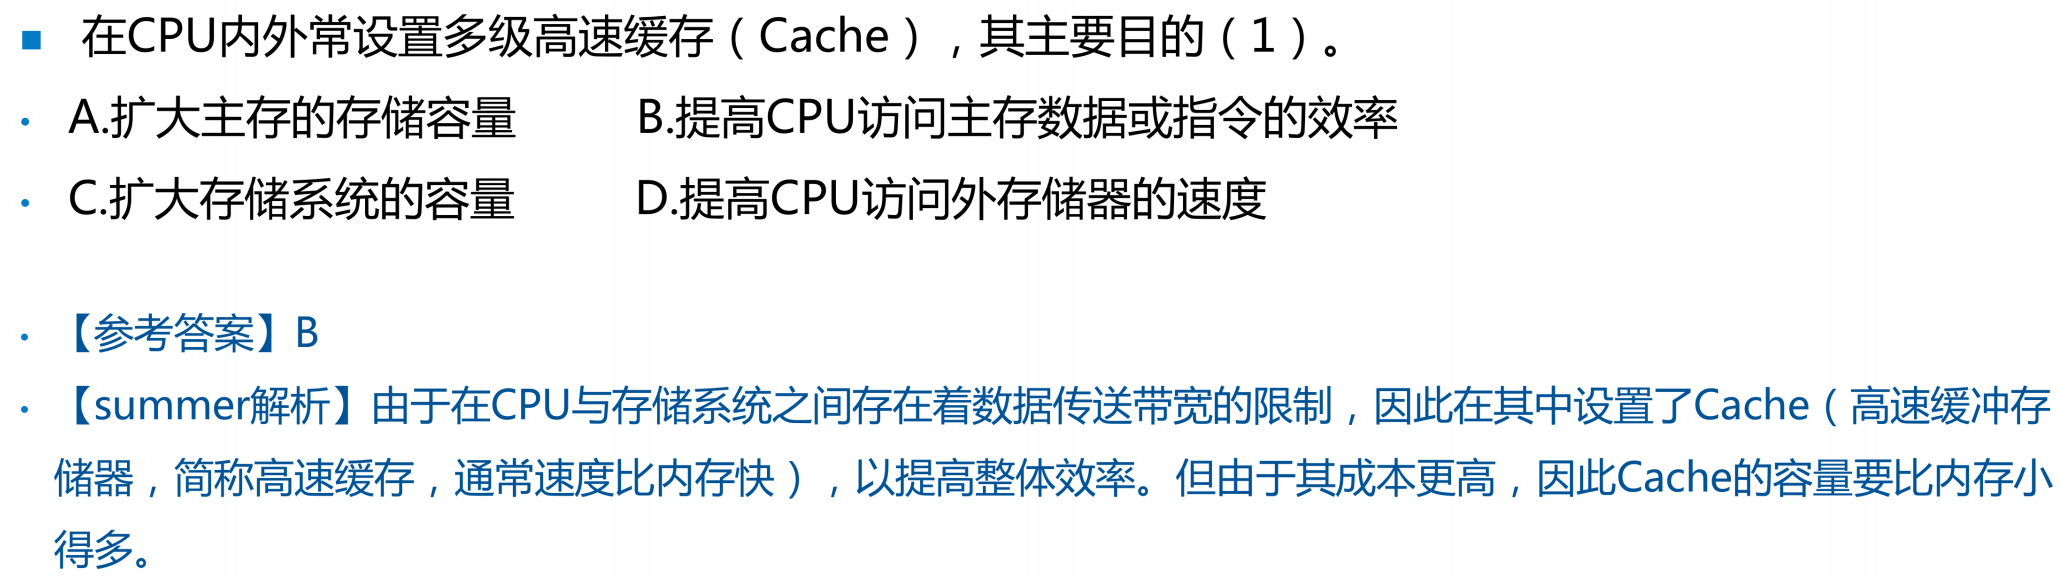 ■ 在CPU内外常设置多级高速缓存（Cache），其主要目的（1）。
• A.扩大主存的存储容量 B.提高CPU访问主存数据或指令的效率
• C.扩大存储系统的容量 D.提高CPU访问外存储器的速度
• 【参考答案】B
• 【summer解析】由于在CPU与存储系统之间存在着数据传送带宽的限制，因此在其中设置了Cache（高速缓冲存
储器，简称高速缓存，通常速度比内存快），以提高整体效率。但由于其成本更高，因此Cache的容量要比内存小
得多。